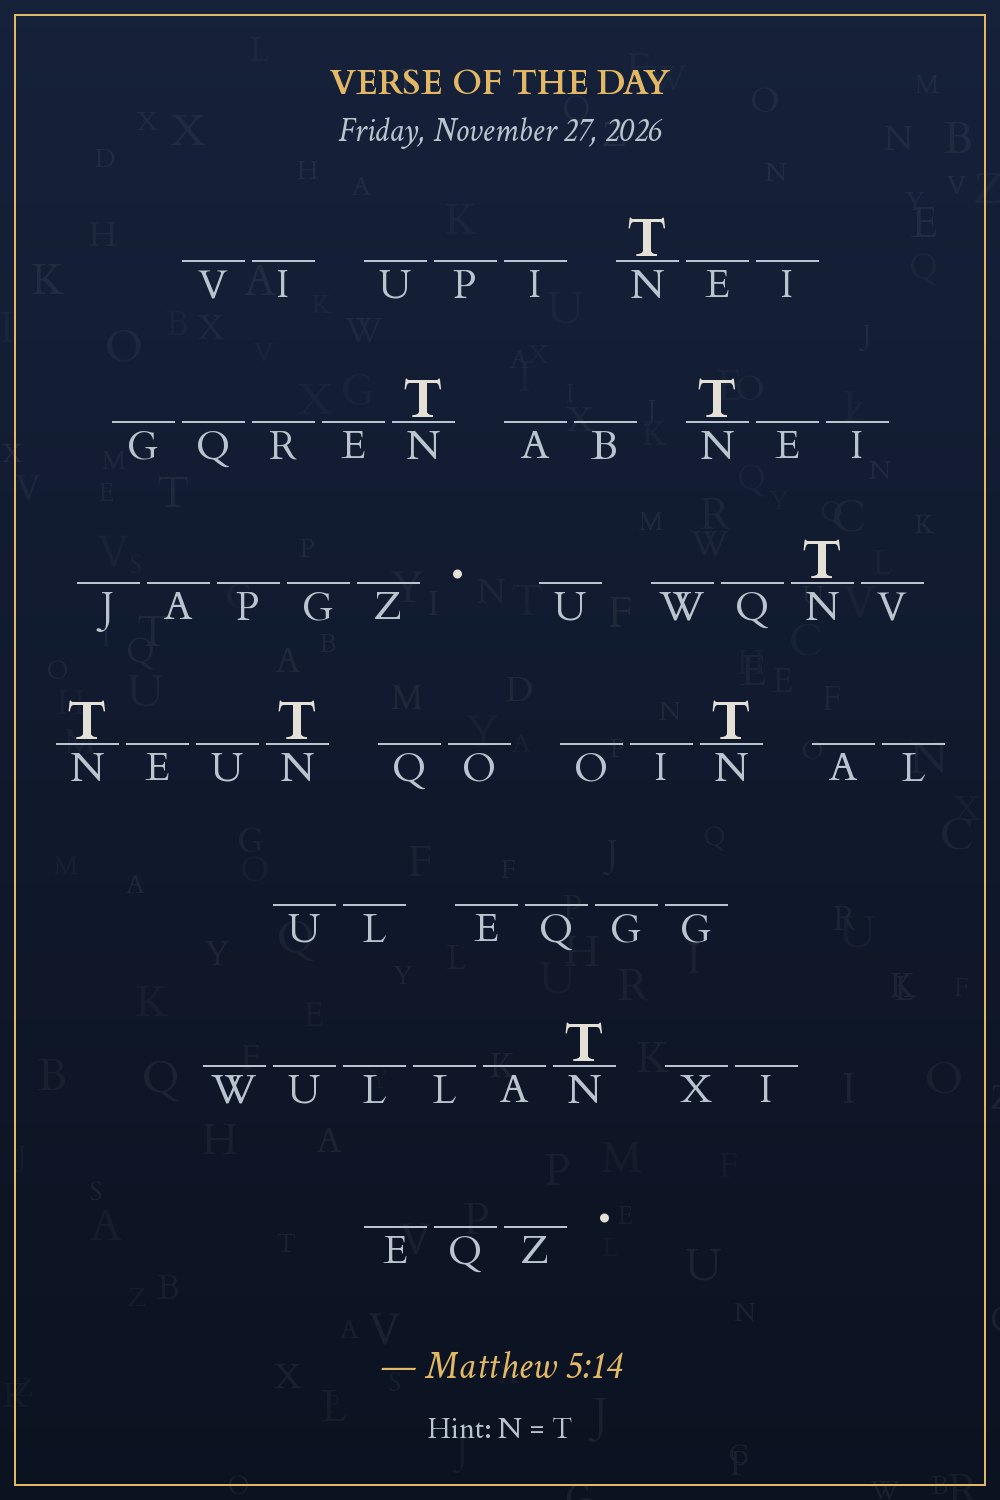 VERSE OF THE DAY
Friday, November 27, 2026
T
VI UPI NEI
T T
GQREN AB NEI
T
JAPGZ. U WQNV
T T T
NEUN QO OIN AL
UL EQGG
T
WULLAN XI
EQZ.
— Matthew 5:14
Hint: N = T